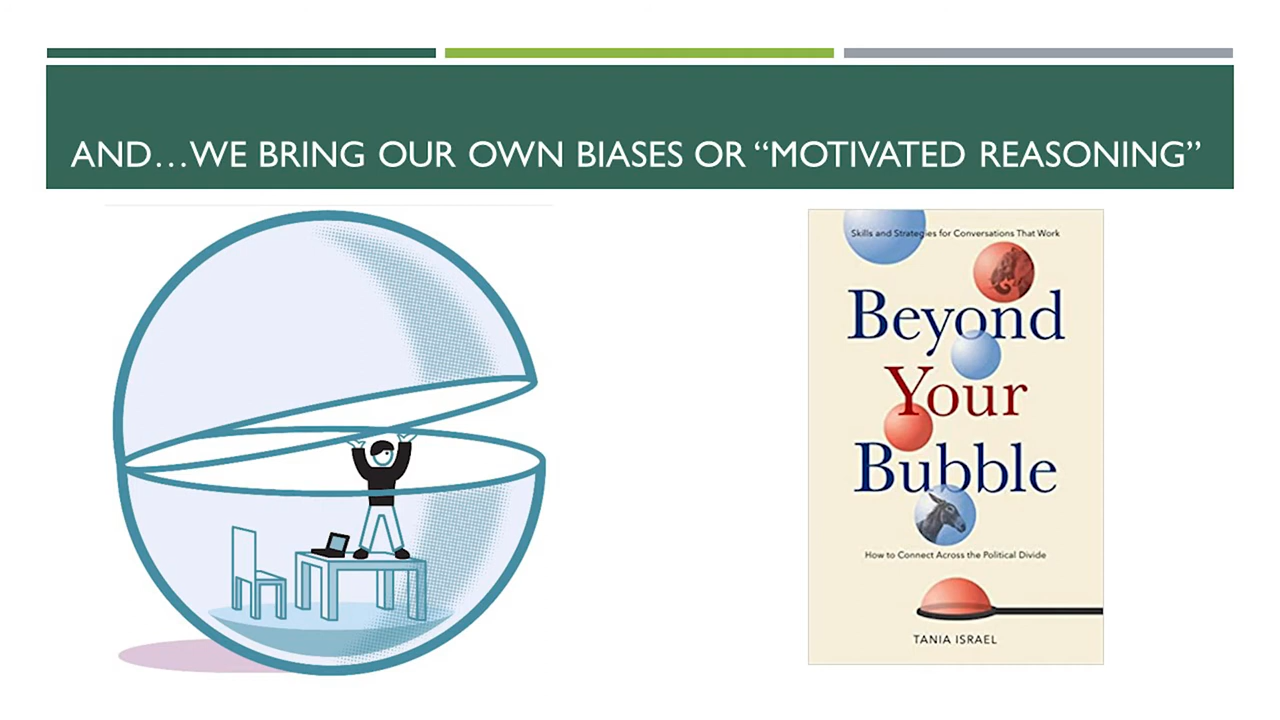 AND…WE BRING OUR OWN BIASES OR “MOTIVATED REASONING”
Skills and Strategies for Conversations That Work
Beyond
Your
Bubble
How to Connect Across the Political Divide
TANIA ISRAEL